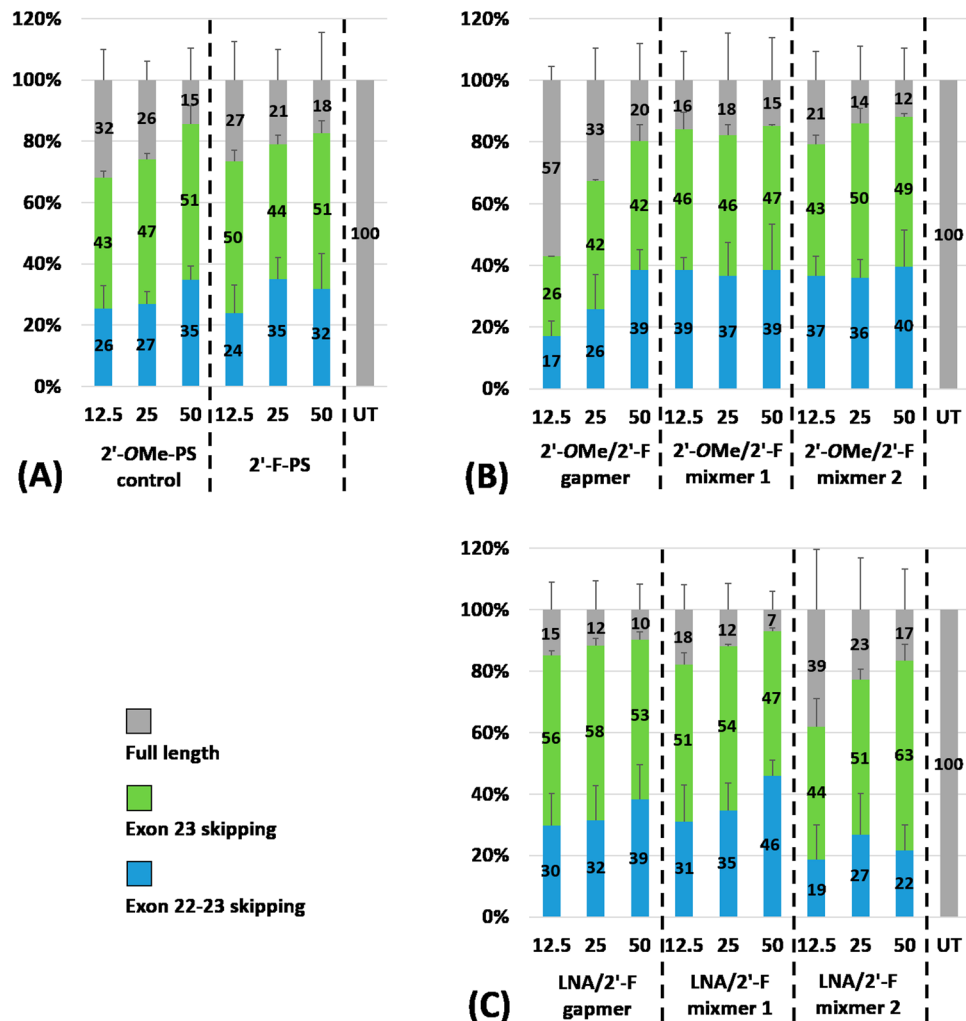 120%
100%
80%
60%
40%
20%
0%
32 26 15 27 21 18
43 47 51 50 44 51 100
26 27 35 24 35 32
12.5 25 50 12.5 25 50 UT
2'-OMe-PS control
2'-F-PS
(A)
120%
100%
80%
60%
40%
20%
0%
57 33 20 16 18 15 21 14 12
26 42 42 46 46 47 43 50 49 100
17 26 39 39 37 39 37 36 40
12.5 25 50 12.5 25 50 12.5 25 50 UT
2'-OMe/2'-F gapmer
2'-OMe/2'-F mixmer 1
2'-OMe/2'-F mixmer 2
(B)
Full length
Exon 23 skipping
Exon 22-23 skipping
120%
100%
80%
60%
40%
20%
0%
15 12 10 18 12 7 39 23 17
56 58 53 51 54 47 44 51 63 100
30 32 39 31 35 46 19 27 22
12.5 25 50 12.5 25 50 12.5 25 50 UT
LNA/2'-F gapmer
LNA/2'-F mixmer 1
LNA/2'-F mixmer 2
(C)